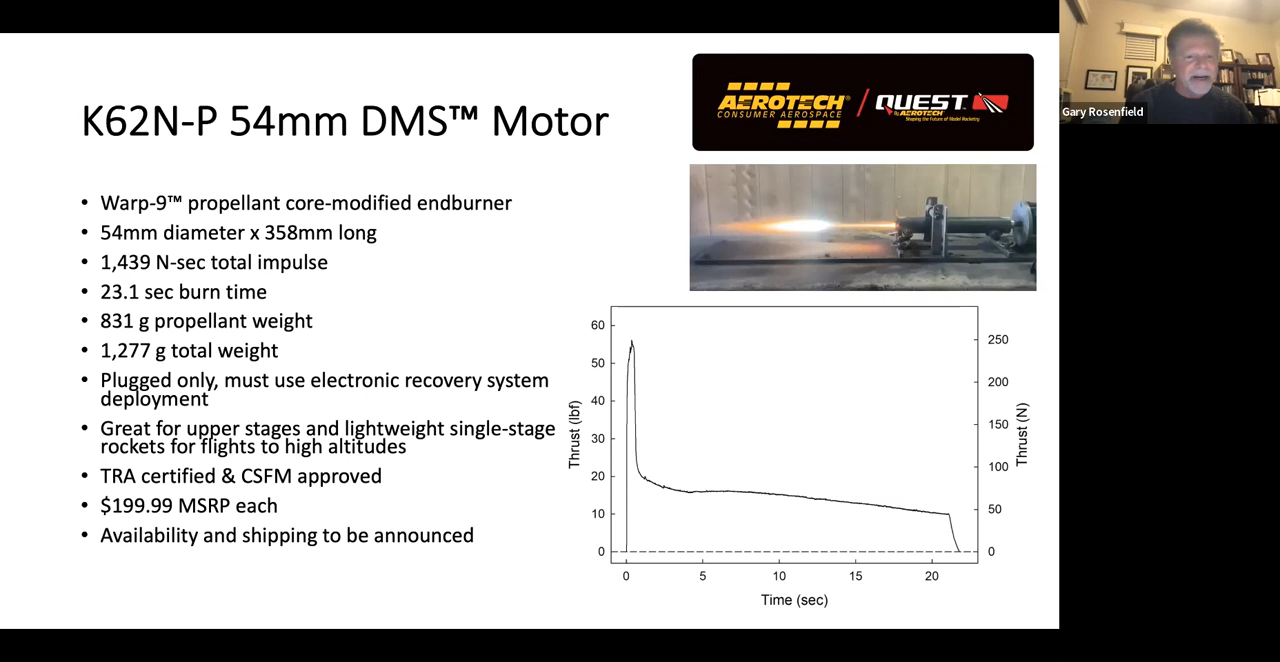 K62N-P 54mm DMS™ Motor
AEROTECH®
CONSUMER AEROSPACE
QUEST
by AEROTECH
Shaping the Future of Model Rocketry
Gary Rosenfield
• Warp-9™ propellant core-modified endburner
• 54mm diameter x 358mm long
• 1,439 N-sec total impulse
• 23.1 sec burn time
• 831 g propellant weight
• 1,277 g total weight
• Plugged only, must use electronic recovery system
deployment
• Great for upper stages and lightweight single-stage
rockets for flights to high altitudes
• TRA certified & CSFM approved
• $199.99 MSRP each
• Availability and shipping to be announced
Thrust (lbf)
60
50
40
30
20
10
0
250
200
150
100
50
0
Thrust (N)
0 5 10 15 20
Time (sec)